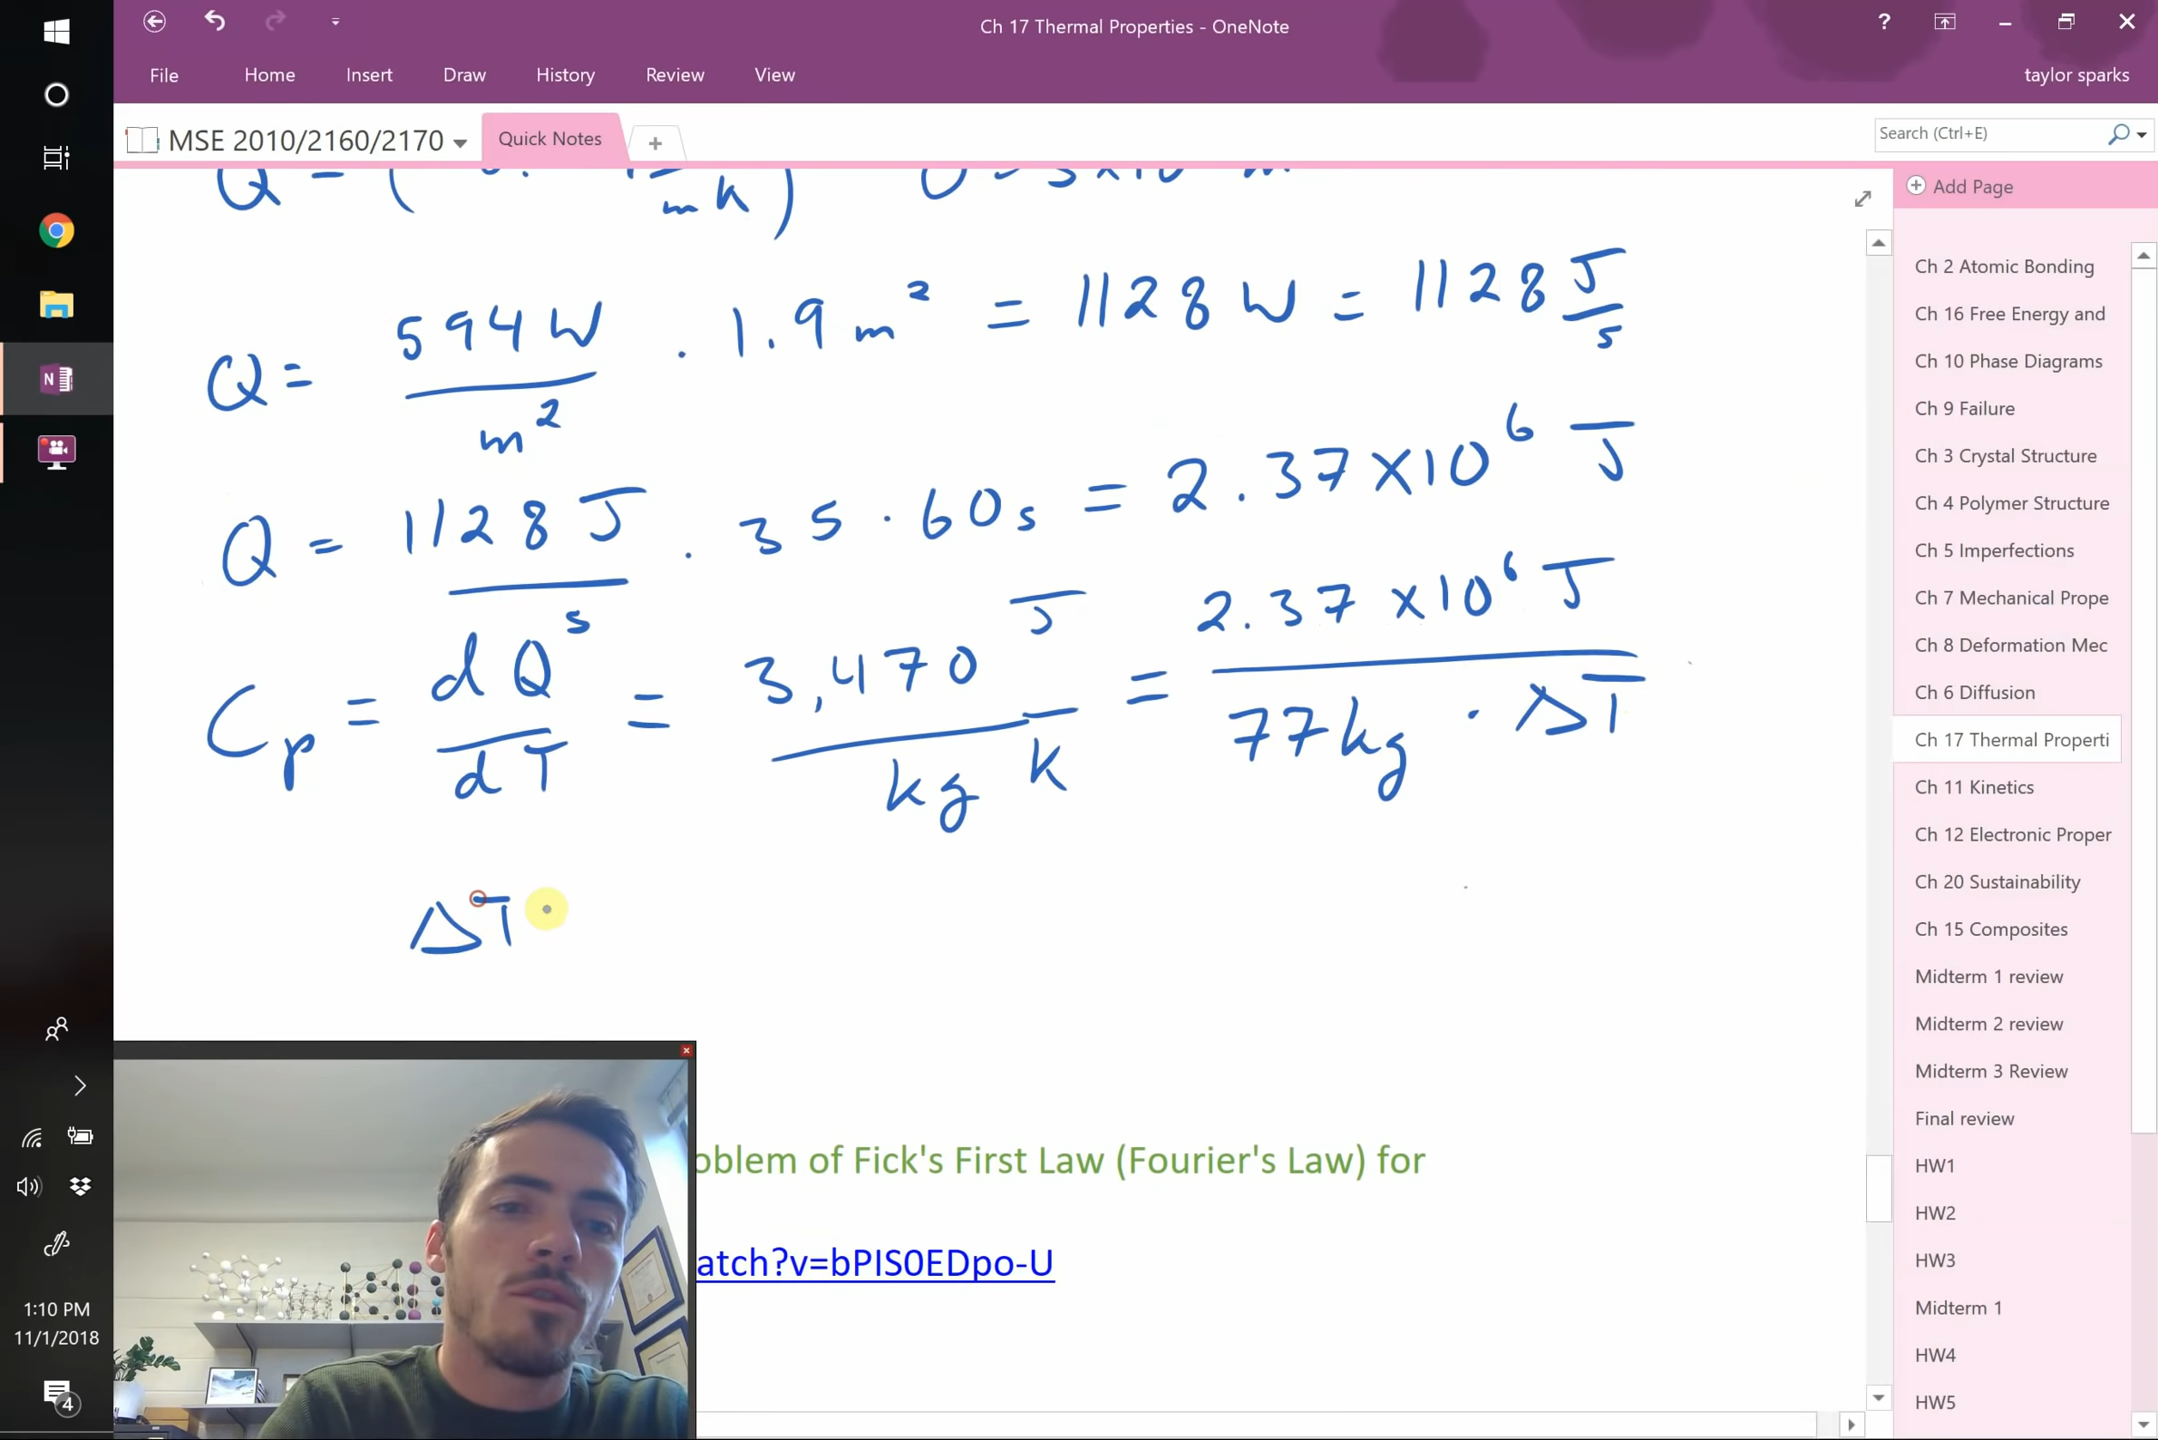 Ch 17 Thermal Properties - OneNote
?
File Home Insert Draw History Review View
taylor sparks
MSE 2010/2160/2170
Quick Notes
+
Search (Ctrl+E)
Q = 594 W / m² · 1.9 m² = 1128 W = 1128 J/s
Q = 1128 J / s · 35 · 60 s = 2.37 × 10⁶ J
Cp = dQ / dT = 3,470 J / kg K = 2.37 × 10⁶ J / 77 kg · ΔT
ΔT
oblem of Fick's First Law (Fourier's Law) for
atch?v=bPIS0EDpo-U
Add Page
Ch 2 Atomic Bonding
Ch 16 Free Energy and
Ch 10 Phase Diagrams
Ch 9 Failure
Ch 3 Crystal Structure
Ch 4 Polymer Structure
Ch 5 Imperfections
Ch 7 Mechanical Prope
Ch 8 Deformation Mec
Ch 6 Diffusion
Ch 17 Thermal Properti
Ch 11 Kinetics
Ch 12 Electronic Proper
Ch 20 Sustainability
Ch 15 Composites
Midterm 1 review
Midterm 2 review
Midterm 3 Review
Final review
HW1
HW2
HW3
Midterm 1
HW4
HW5
1:10 PM
11/1/2018
4